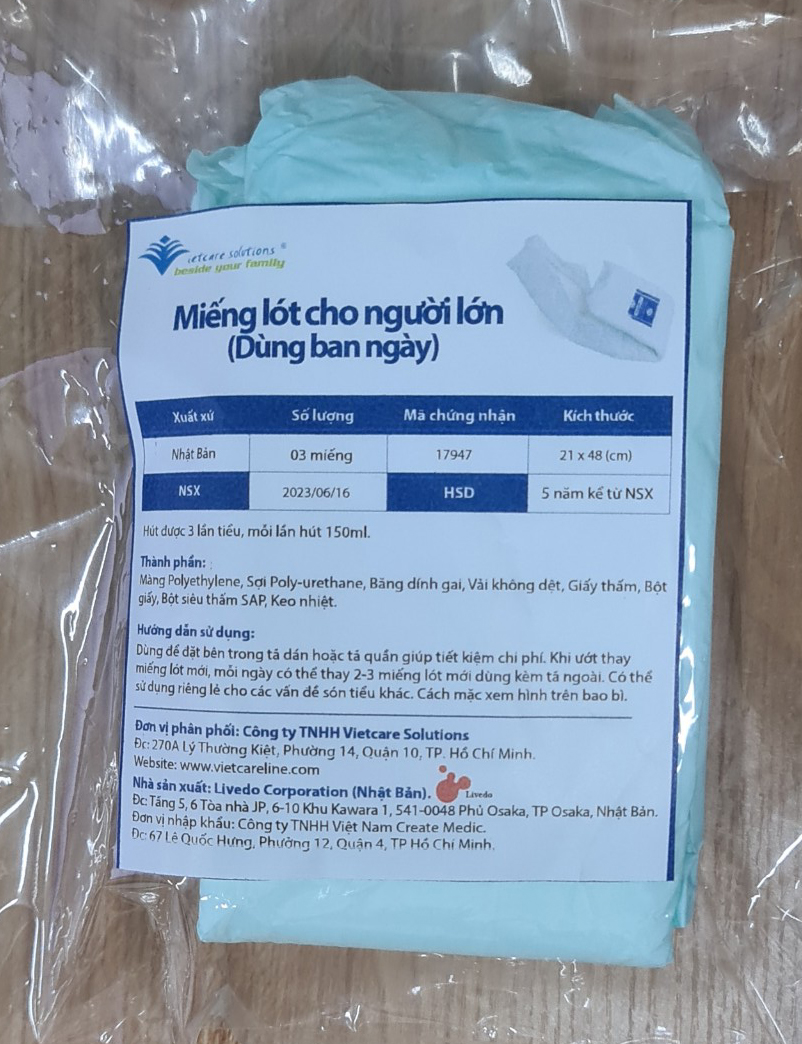 ietcare solutions ®
beside your family
Miếng lót cho người lớn
(Dùng ban ngày)
Xuất xứ Số lượng Mã chứng nhận Kích thước
Nhật Bản 03 miếng 17947 21 x 48 (cm)
NSX 2023/06/16 HSD 5 năm kể từ NSX
Hút được 3 lần tiểu, mỗi lần hút 150ml.
Thành phần:
Màng Polyethylene, Sợi Poly-urethane, Băng dính gai, Vải không dệt, Giấy thấm, Bột
giấy, Bột siêu thấm SAP, Keo nhiệt.
Hướng dẫn sử dụng:
Dùng để đặt bên trong tã dán hoặc tã quần giúp tiết kiệm chi phí. Khi ướt thay
miếng lót mới, mỗi ngày có thể thay 2-3 miếng lót mới dùng kèm tã ngoài. Có thể
sử dụng riêng lẻ cho các vấn đề són tiểu khác. Cách mặc xem hình trên bao bì.
Đơn vị phân phối: Công ty TNHH Vietcare Solutions
Đc: 270A Lý Thường Kiệt, Phường 14, Quận 10, TP. Hồ Chí Minh.
Website: www.vietcareline.com
Nhà sản xuất: Livedo Corporation (Nhật Bản). Livedo
Đc: Tầng 5, 6 Tòa nhà JP, 6-10 Khu Kawara 1, 541-0048 Phủ Osaka, TP Osaka, Nhật Bản.
Đơn vị nhập khẩu: Công ty TNHH Việt Nam Create Medic.
Đc: 67 Lê Quốc Hưng, Phường 12, Quận 4, TP Hồ Chí Minh.